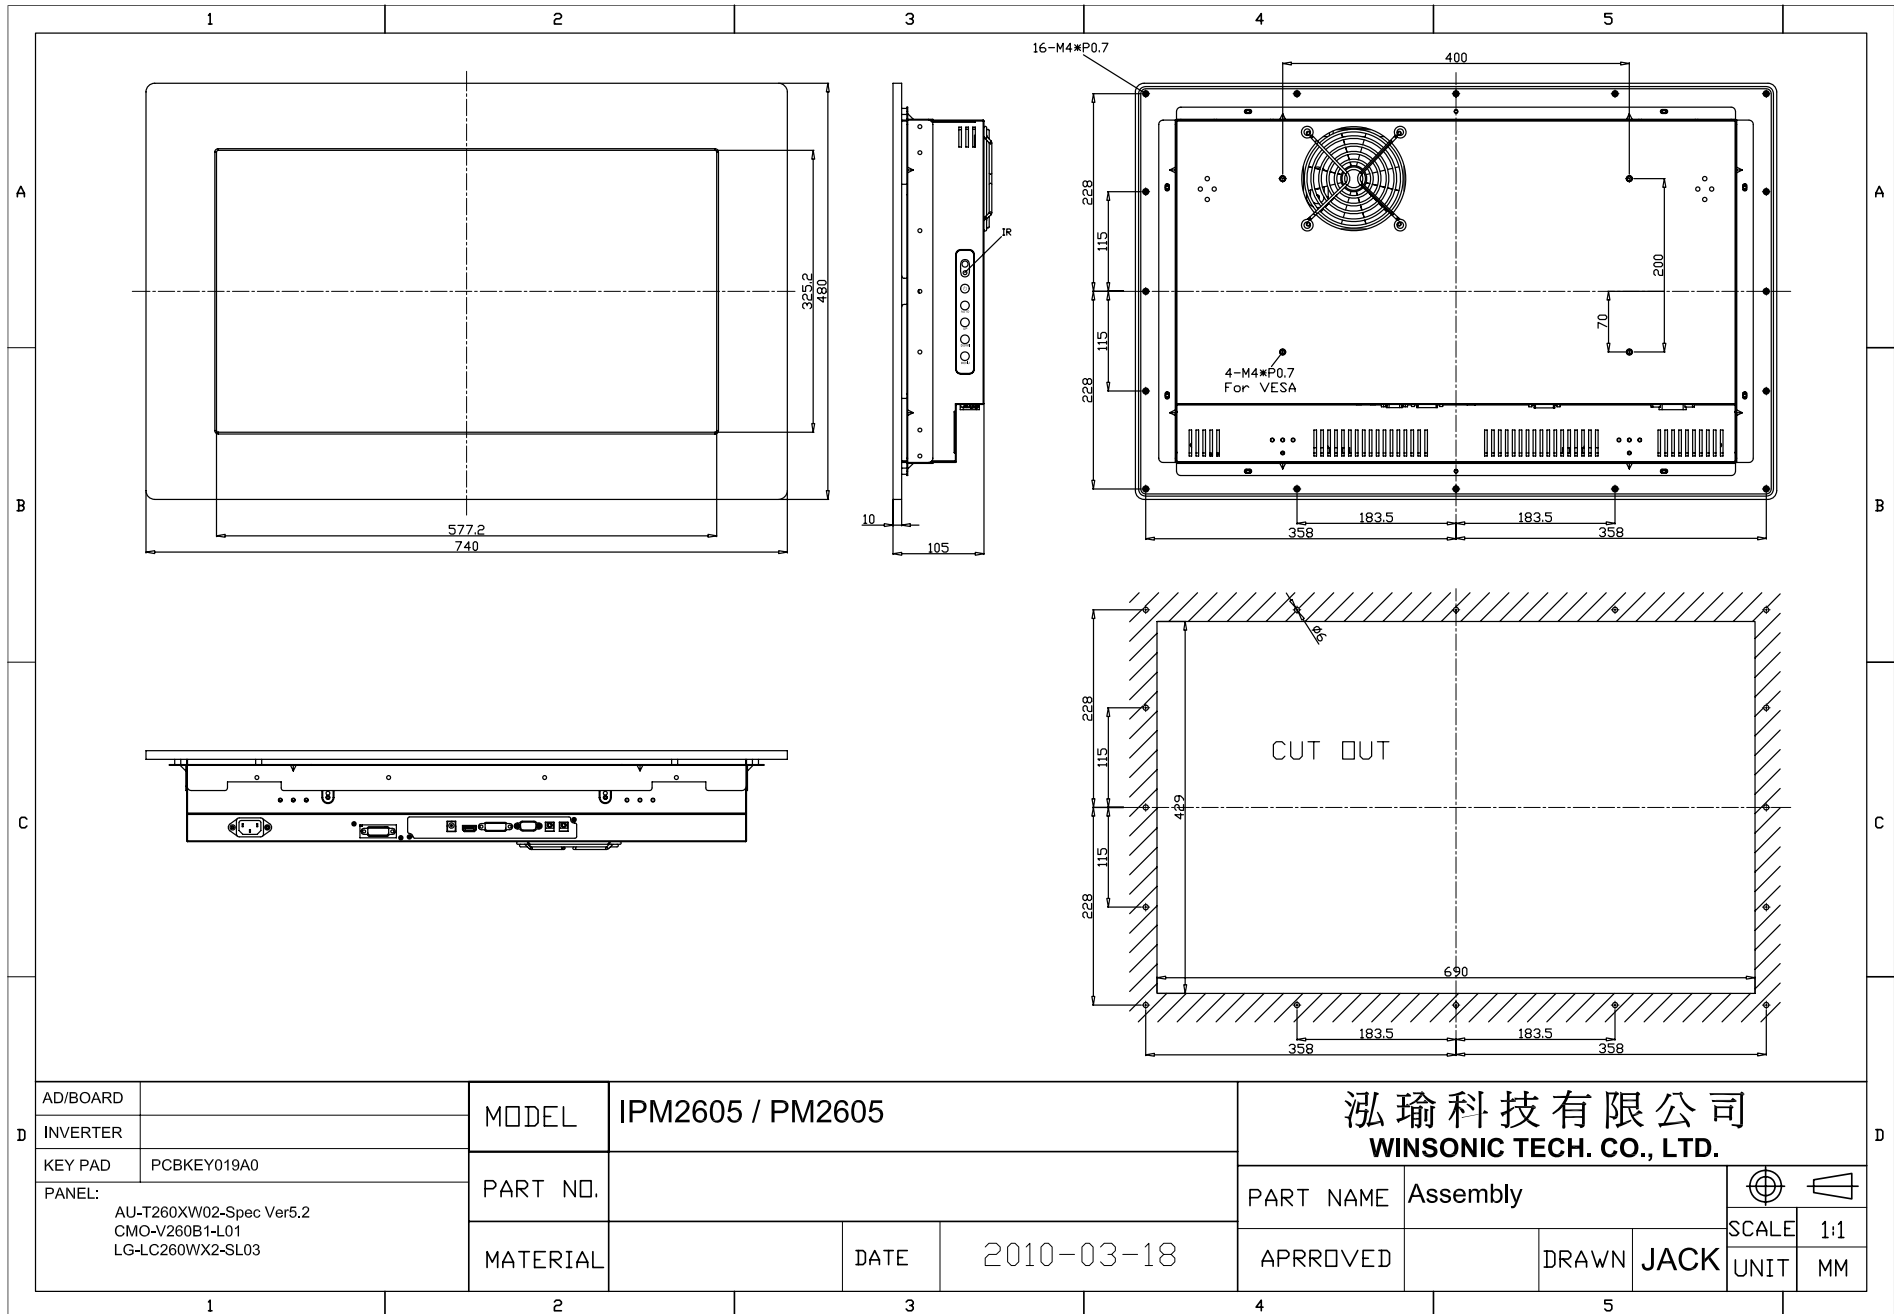 1 2 3 4 5
A
B
C
D
A
B
C
D
325.2
480
577.2
740
IR
10
105
16-M4*P0.7
400
228
115
115
228
200
70
4-M4*P0.7
For VESA
183.5 183.5
358 358
ø6
228
115
115
228
CUT OUT
429
690
183.5 183.5
358 358
AD/BOARD
INVERTER
KEY PAD PCBKEY019A0
PANEL:
AU-T260XW02-Spec Ver5.2
CMO-V260B1-L01
LG-LC260WX2-SL03
MODEL IPM2605 / PM2605
PART NO.
MATERIAL
DATE 2010-03-18
泓瑜科技有限公司
WINSONIC TECH. CO., LTD.
PART NAME Assembly
APRROVED
DRAWN JACK
SCALE 1:1
UNIT MM
1 2 3 4 5